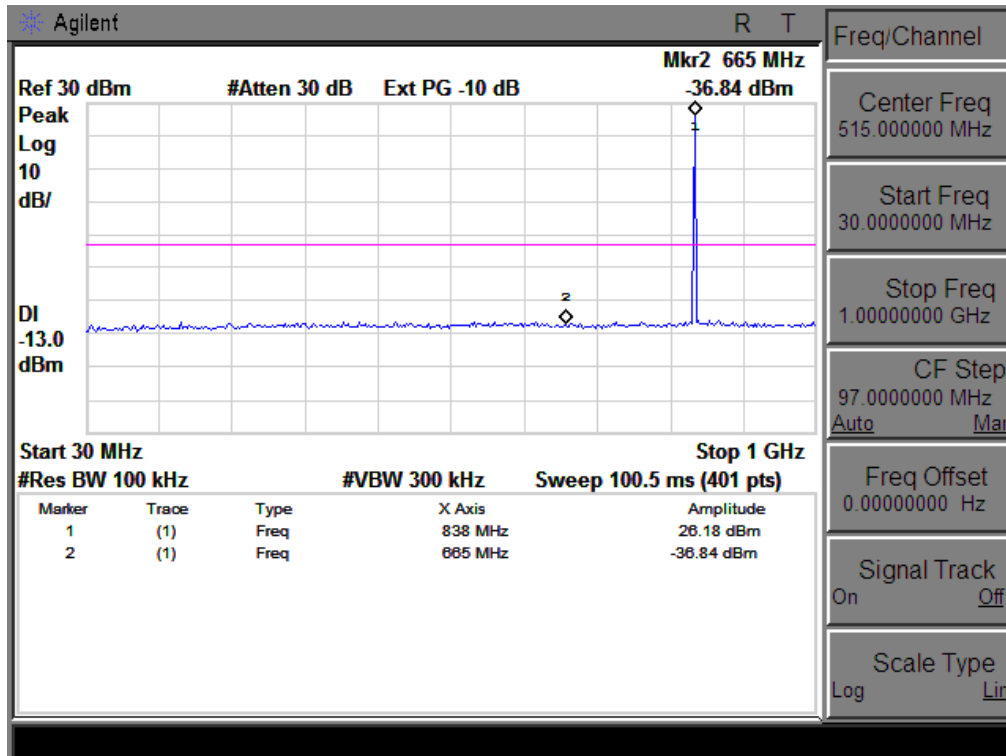 Agilent R T
Mkr2 665 MHz
Ref 30 dBm #Atten 30 dB Ext PG -10 dB -36.84 dBm
Peak
Log
10
dB/
1
2
DI
-13.0
dBm
Start 30 MHz Stop 1 GHz
#Res BW 100 kHz #VBW 300 kHz Sweep 100.5 ms (401 pts)
Marker Trace Type X Axis Amplitude
1 (1) Freq 838 MHz 26.18 dBm
2 (1) Freq 665 MHz -36.84 dBm
Freq/Channel
Center Freq
515.000000 MHz
Start Freq
30.0000000 MHz
Stop Freq
1.00000000 GHz
CF Step
97.0000000 MHz
Auto Man
Freq Offset
0.00000000 Hz
Signal Track
On Off
Scale Type
Log Lin